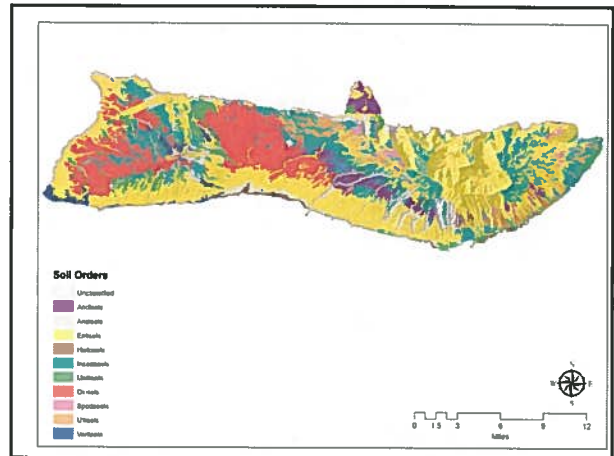 Soil Orders
Unclassified
Andisols
Aridisols
Entisols
Histosols
Inceptisols
Mollisols
Oxisols
Spodosols
Ultisols
Vertisols
N
W E
S
0 1.5 3 6 9 12
Miles